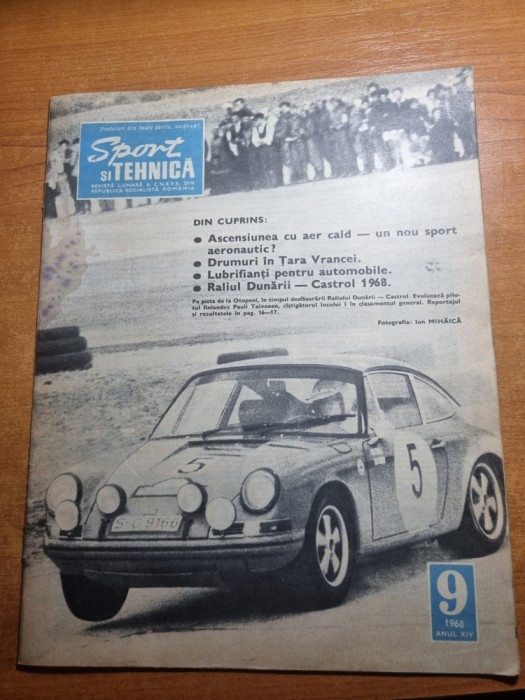 Proletari din toate țările, uniți-vă!
Sport
ȘI TEHNICĂ
REVISTĂ LUNARĂ A C.N.E.F.S. DIN
REPUBLICA SOCIALISTĂ ROMÂNIA
DIN CUPRINS:
● Ascensiunea cu aer cald — un nou sport
aeronautic?
● Drumuri în Țara Vrancei.
● Lubrifianți pentru automobile.
● Raliul Dunării — Castrol 1968.
Pe pista de la Otopeni, în timpul desfășurării Raliului Dunării — Castrol. Evoluează pilo-
tul finlandez Pauli Toivonen, cîștigătorul locului I în clasamentul general. Reportajul
și rezultatele în pag. 16—17.
Fotografia: Ion MIHĂICĂ
5
5
S-C 9166
9
1968
ANUL XIV